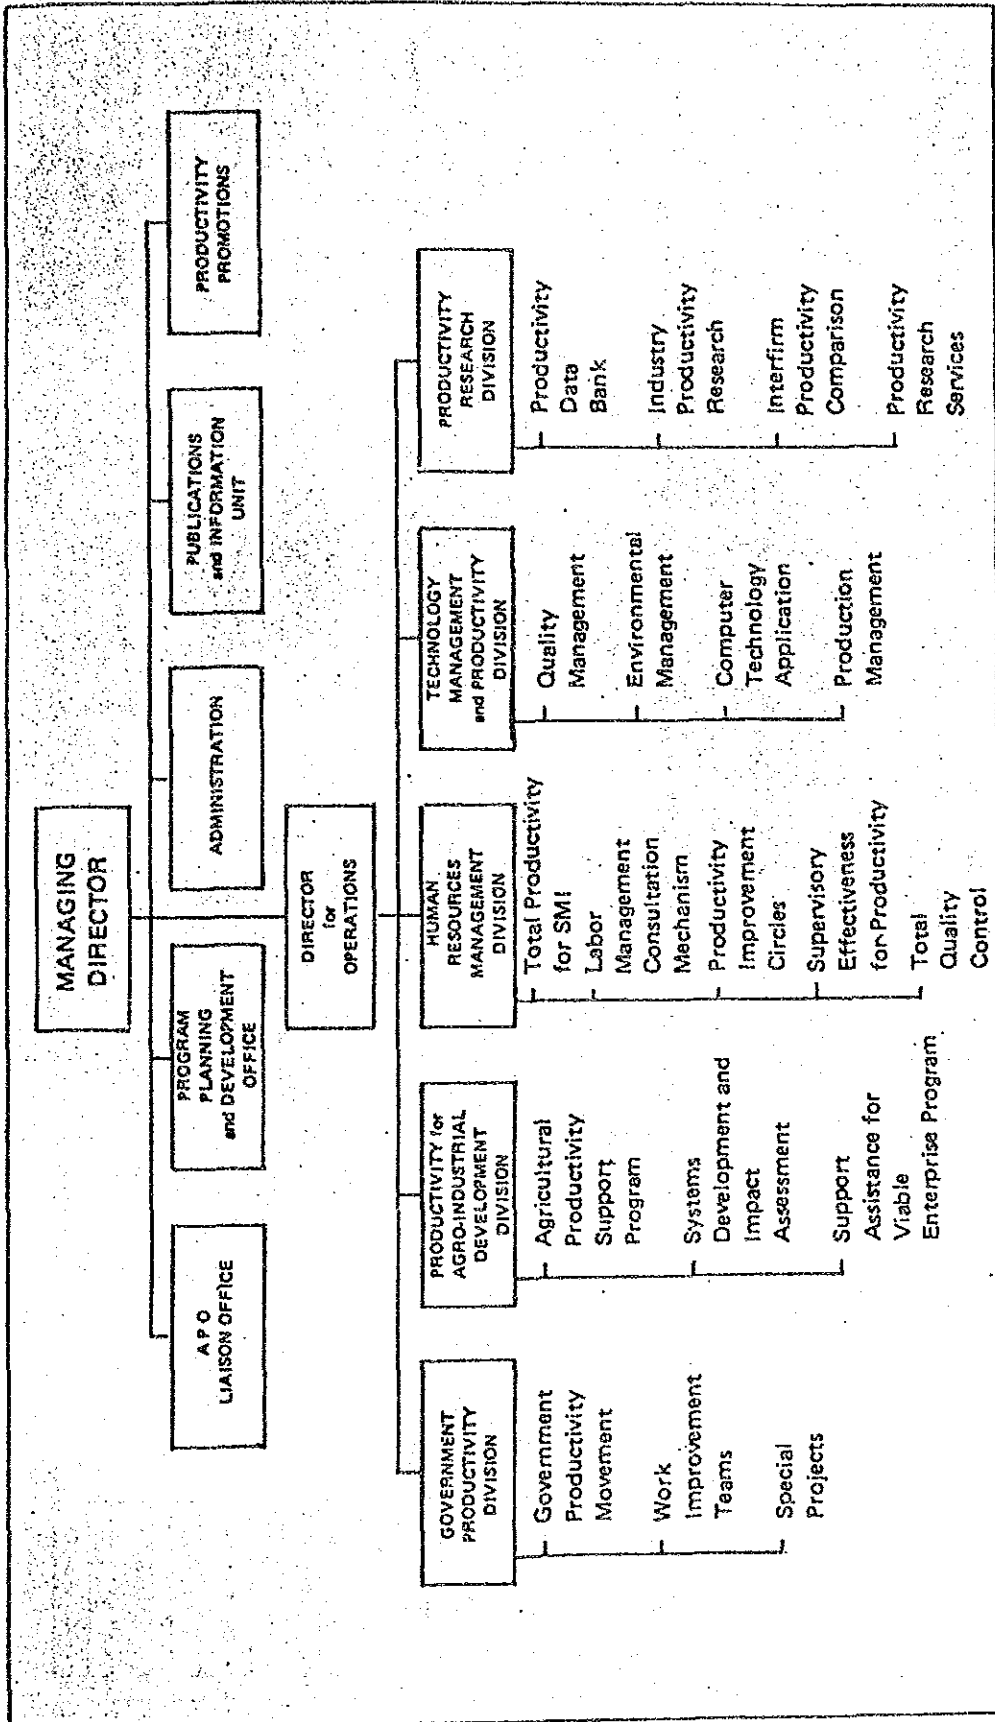 MANAGING
DIRECTOR
A P O
LIAISON OFFICE
PROGRAM
PLANNING
and DEVELOPMENT
OFFICE
ADMINISTRATION
PUBLICATIONS
and INFORMATION
UNIT
PRODUCTIVITY
PROMOTIONS
DIRECTOR
for
OPERATIONS
GOVERNMENT
PRODUCTIVITY
DIVISION
Government
Productivity
Movement
Work
Improvement
Teams
Special
Projects
PRODUCTIVITY for
AGRO-INDUSTRIAL
DEVELOPMENT
DIVISION
Agricultural
Productivity
Support
Program
Systems
Development and
Impact
Assessment
Support
Assistance for
Viable
Enterprise Program
HUMAN
RESOURCES
MANAGEMENT
DIVISION
Total Productivity
for SMI
Labor
Management
Consultation
Mechanism
Productivity
Improvement
Circles
Supervisory
Effectiveness
for Productivity
Total
Quality
Control
TECHNOLOGY
MANAGEMENT
and PRODUCTIVITY
DIVISION
Quality
Management
Environmental
Management
Computer
Technology
Application
Production
Management
PRODUCTIVITY
RESEARCH
DIVISION
Productivity
Data
Bank
Industry
Productivity
Research
Interfirm
Productivity
Comparison
Productivity
Research
Services